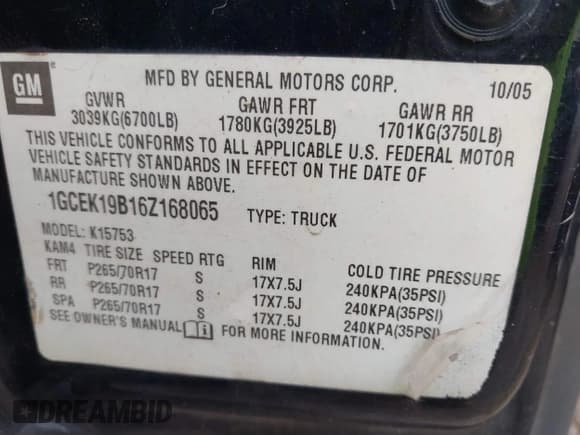 GM ®
MFD BY GENERAL MOTORS CORP. 10/05
GVWR GAWR FRT GAWR RR
3039KG(6700LB) 1780KG(3925LB) 1701KG(3750LB)
THIS VEHICLE CONFORMS TO ALL APPLICABLE U.S. FEDERAL MOTOR
VEHICLE SAFETY STANDARDS IN EFFECT ON THE DATE OF
MANUFACTURE SHOWN ABOVE.
1GCEK19B16Z168065 TYPE: TRUCK
MODEL: K15753
KAM4 TIRE SIZE SPEED RTG RIM COLD TIRE PRESSURE
FRT P265/70R17 S 17X7.5J 240KPA(35PSI)
RR P265/70R17 S 17X7.5J 240KPA(35PSI)
SPA P265/70R17 S 17X7.5J 240KPA(35PSI)
SEE OWNER'S MANUAL FOR MORE INFORMATION.
DREAMBID